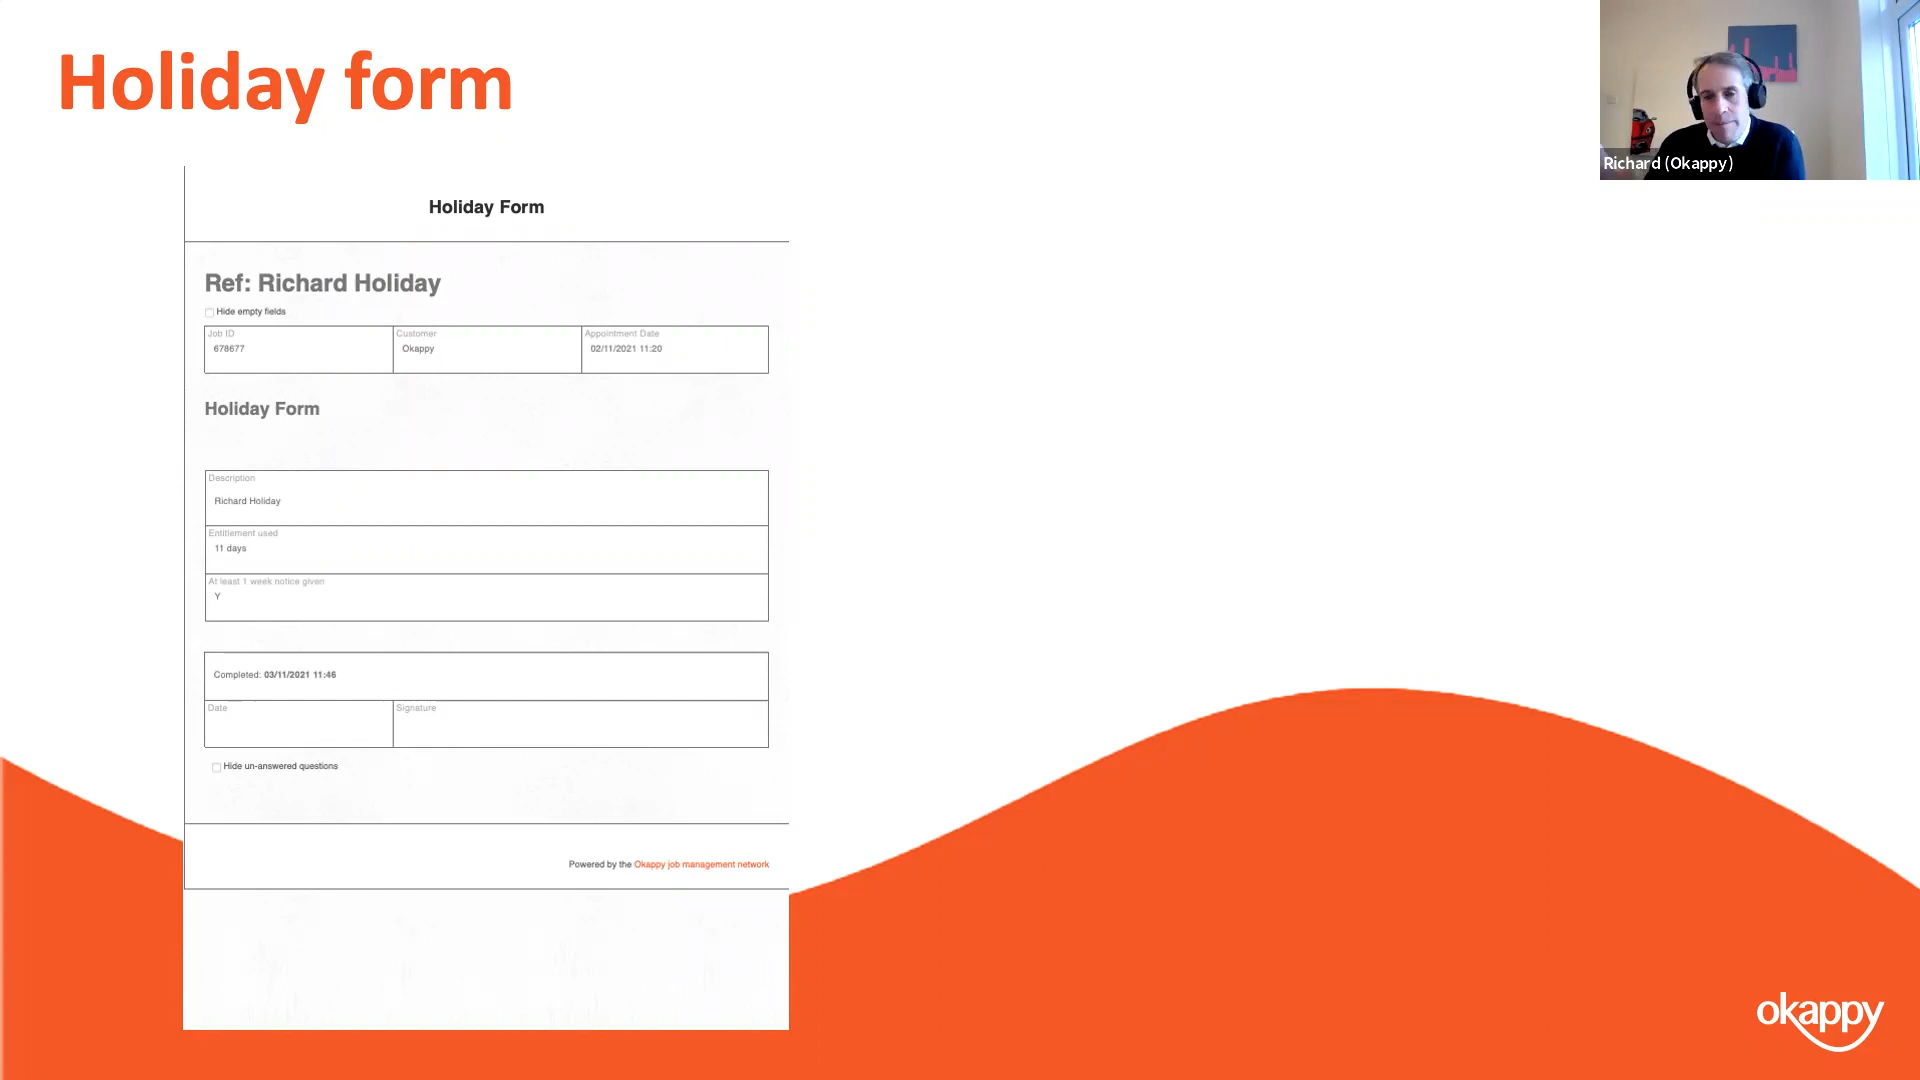 Holiday form
Richard (Okappy)
Holiday Form
Ref: Richard Holiday
Hide empty fields
Job ID
678677
Customer
Okappy
Appointment Date
02/11/2021 11:20
Holiday Form
Description
Richard Holiday
Entitlement used
11 days
At least 1 week notice given
Y
Completed: 03/11/2021 11:46
Date
Signature
Hide un-answered questions
Powered by the Okappy job management network
okappy